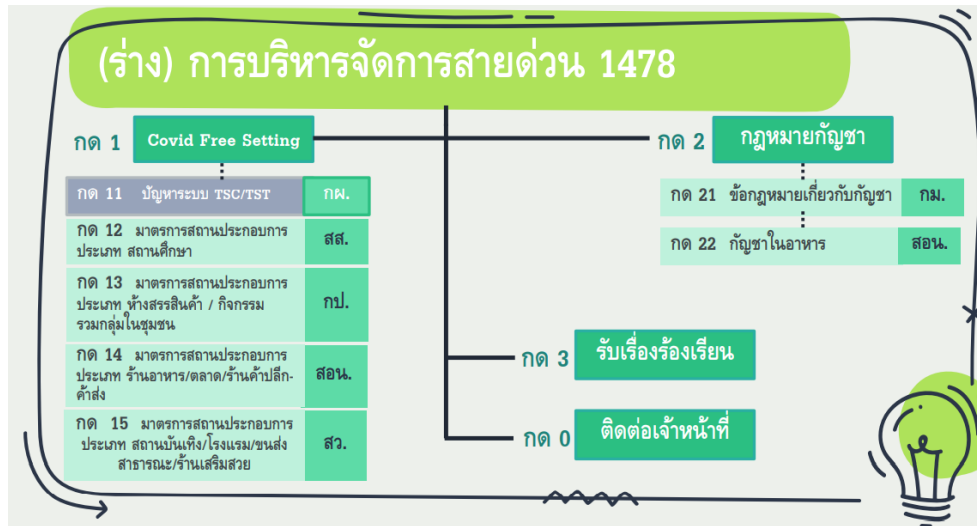 (ร่าง) การบริหารจัดการสายด่วน 1478
กด 1 Covid Free Setting
กด 11 ปัญหาระบบ TSC/TST กผ.
กด 12 มาตรการสถานประกอบการ
ประเภท สถานศึกษา
สส.
กด 13 มาตรการสถานประกอบการ
ประเภท ห้างสรรสินค้า / กิจกรรม
รวมกลุ่มในชุมชน
กป.
กด 14 มาตรการสถานประกอบการ
ประเภท ร้านอาหาร/ตลาด/ร้านค้าปลีก-
ค้าส่ง
สอน.
กด 15 มาตรการสถานประกอบการ
ประเภท สถานบันเทิง/โรงแรม/ขนส่ง
สาธารณะ/ร้านเสริมสวย
สว.
กด 2 กฎหมายกัญชา
กด 21 ข้อกฎหมายเกี่ยวกับกัญชา กม.
กด 22 กัญชาในอาหาร สอน.
กด 3 รับเรื่องร้องเรียน
กด 0 ติดต่อเจ้าหน้าที่